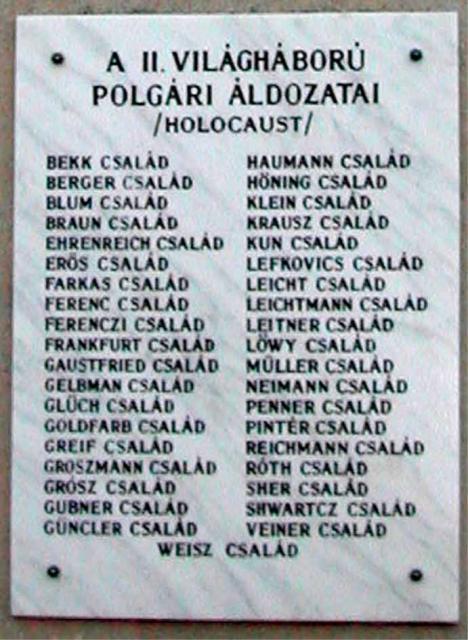 A II. VILÁGHÁBORÚ
POLGÁRI ÁLDOZATAI
/HOLOCAUST/
BEKK CSALÁD
BERGER CSALÁD
BLUM CSALÁD
BRAUN CSALÁD
EHRENREICH CSALÁD
ERŐS CSALÁD
FARKAS CSALÁD
FERENC CSALÁD
FERENCZI CSALÁD
FRANKFURT CSALÁD
GAUSTFRIED CSALÁD
GELBMAN CSALÁD
GLÜCH CSALÁD
GOLDFARB CSALÁD
GREIF CSALÁD
GROSZMANN CSALÁD
GRÓSZ CSALÁD
GUBNER CSALÁD
GÜNCLER CSALÁD
HAUMANN CSALÁD
HÖNING CSALÁD
KLEIN CSALÁD
KRAUSZ CSALÁD
KUN CSALÁD
LEFKOVICS CSALÁD
LEICHT CSALÁD
LEICHTMANN CSALÁD
LEITNER CSALÁD
LÖWY CSALÁD
MÜLLER CSALÁD
NEIMANN CSALÁD
PENNER CSALÁD
PINTÉR CSALÁD
REICHMANN CSALÁD
RÓTH CSALÁD
SHER CSALÁD
SHWARTCZ CSALÁD
VEINER CSALÁD
WEISZ CSALÁD